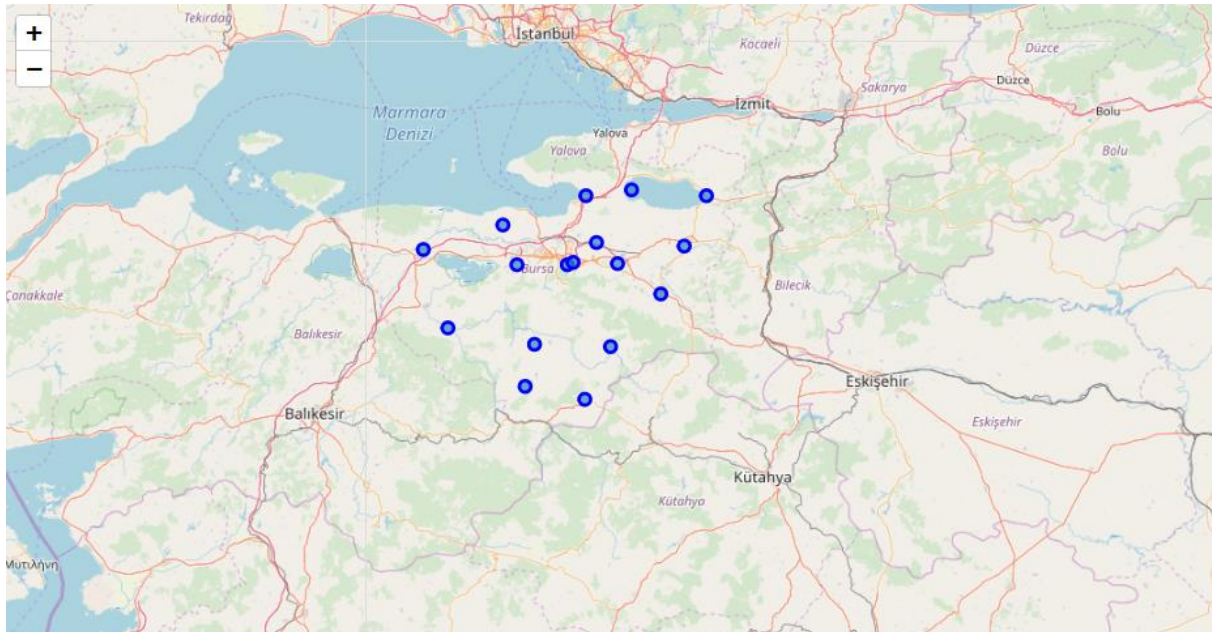 +
−
Tekirdağ
İstanbul
Kocaeli
Düzce
Sakarya
Düzce
Marmara
Denizi
İzmit
Bolu
Yalova
Yalova
Bolu
Bursa
Bilecik
Çanakkale
Balıkesir
Eskişehir
Balıkesir
Eskişehir
Kütahya
Kütahya
Μυτιλήνη